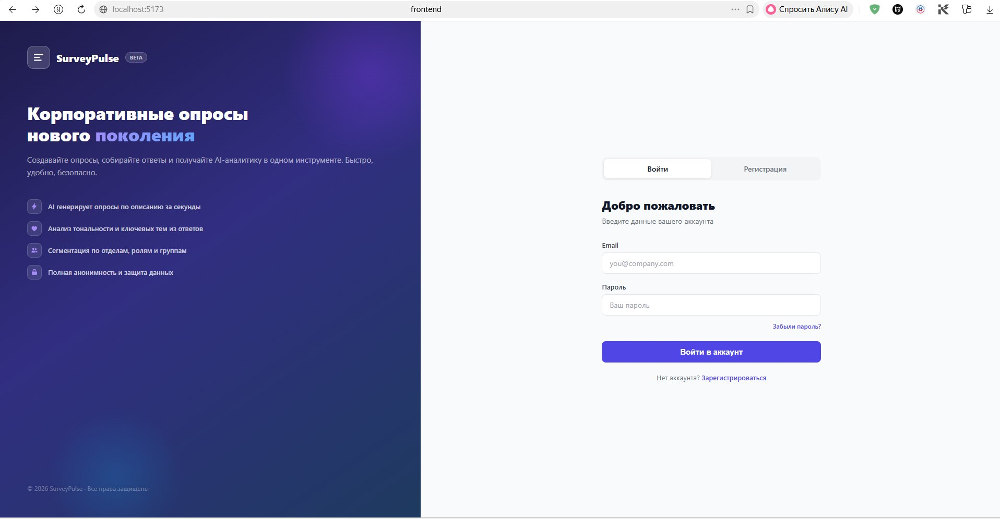 localhost:5173
frontend
Спросить Алису AI
SurveyPulse
BETA
Корпоративные опросы
нового поколения
Создавайте опросы, собирайте ответы и получайте AI-аналитику в одном инструменте. Быстро,
удобно, безопасно.
AI генерирует опросы по описанию за секунды
Анализ тональности и ключевых тем из ответов
Сегментация по отделам, ролям и группам
Полная анонимность и защита данных
© 2026 SurveyPulse · Все права защищены
Войти
Регистрация
Добро пожаловать
Введите данные вашего аккаунта
Email
you@company.com
Пароль
Ваш пароль
Забыли пароль?
Войти в аккаунт
Нет аккаунта? Зарегистрироваться